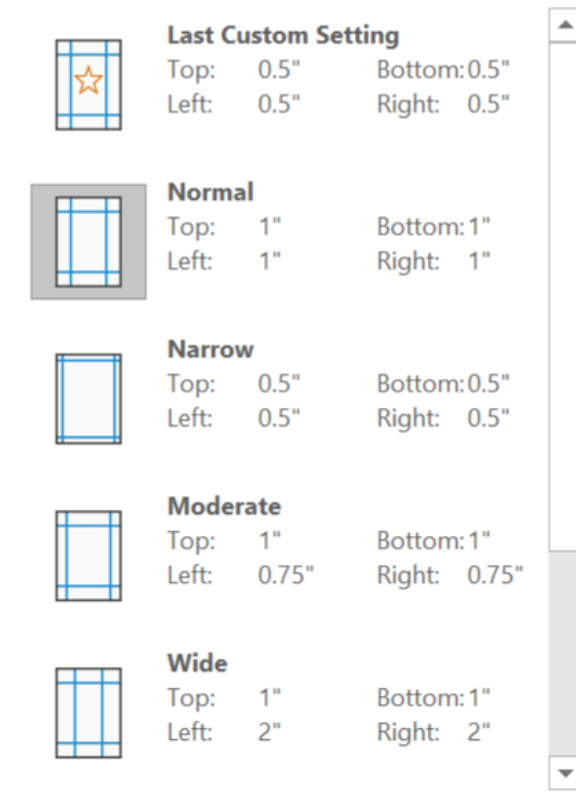 Last Custom Setting
Top: 0.5" Bottom: 0.5"
Left: 0.5" Right: 0.5"
Normal
Top: 1" Bottom: 1"
Left: 1" Right: 1"
Narrow
Top: 0.5" Bottom: 0.5"
Left: 0.5" Right: 0.5"
Moderate
Top: 1" Bottom: 1"
Left: 0.75" Right: 0.75"
Wide
Top: 1" Bottom: 1"
Left: 2" Right: 2"